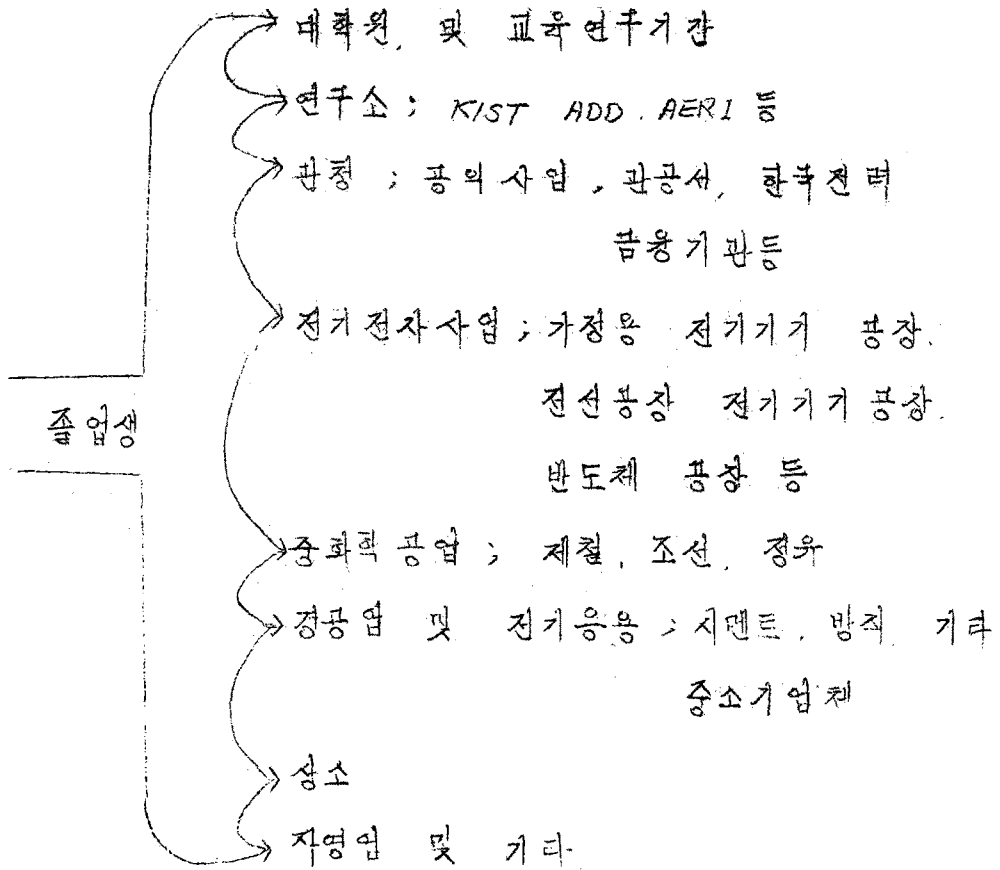 대학원, 및 교육연구기관
연구소; KIST ADD. AERI 등
관청 ; 공익사업, 관공서, 한국전력
금융기관등
전기전자사업; 가정용 전기기기 공장.
졸업생
전선공장 전기기기공장.
반도체 공장 등
중화학공업; 제철, 조선, 정유
경공업 및 전기응용; 시멘트. 방직. 기타
중소기업체
상소
자영업 및 기타